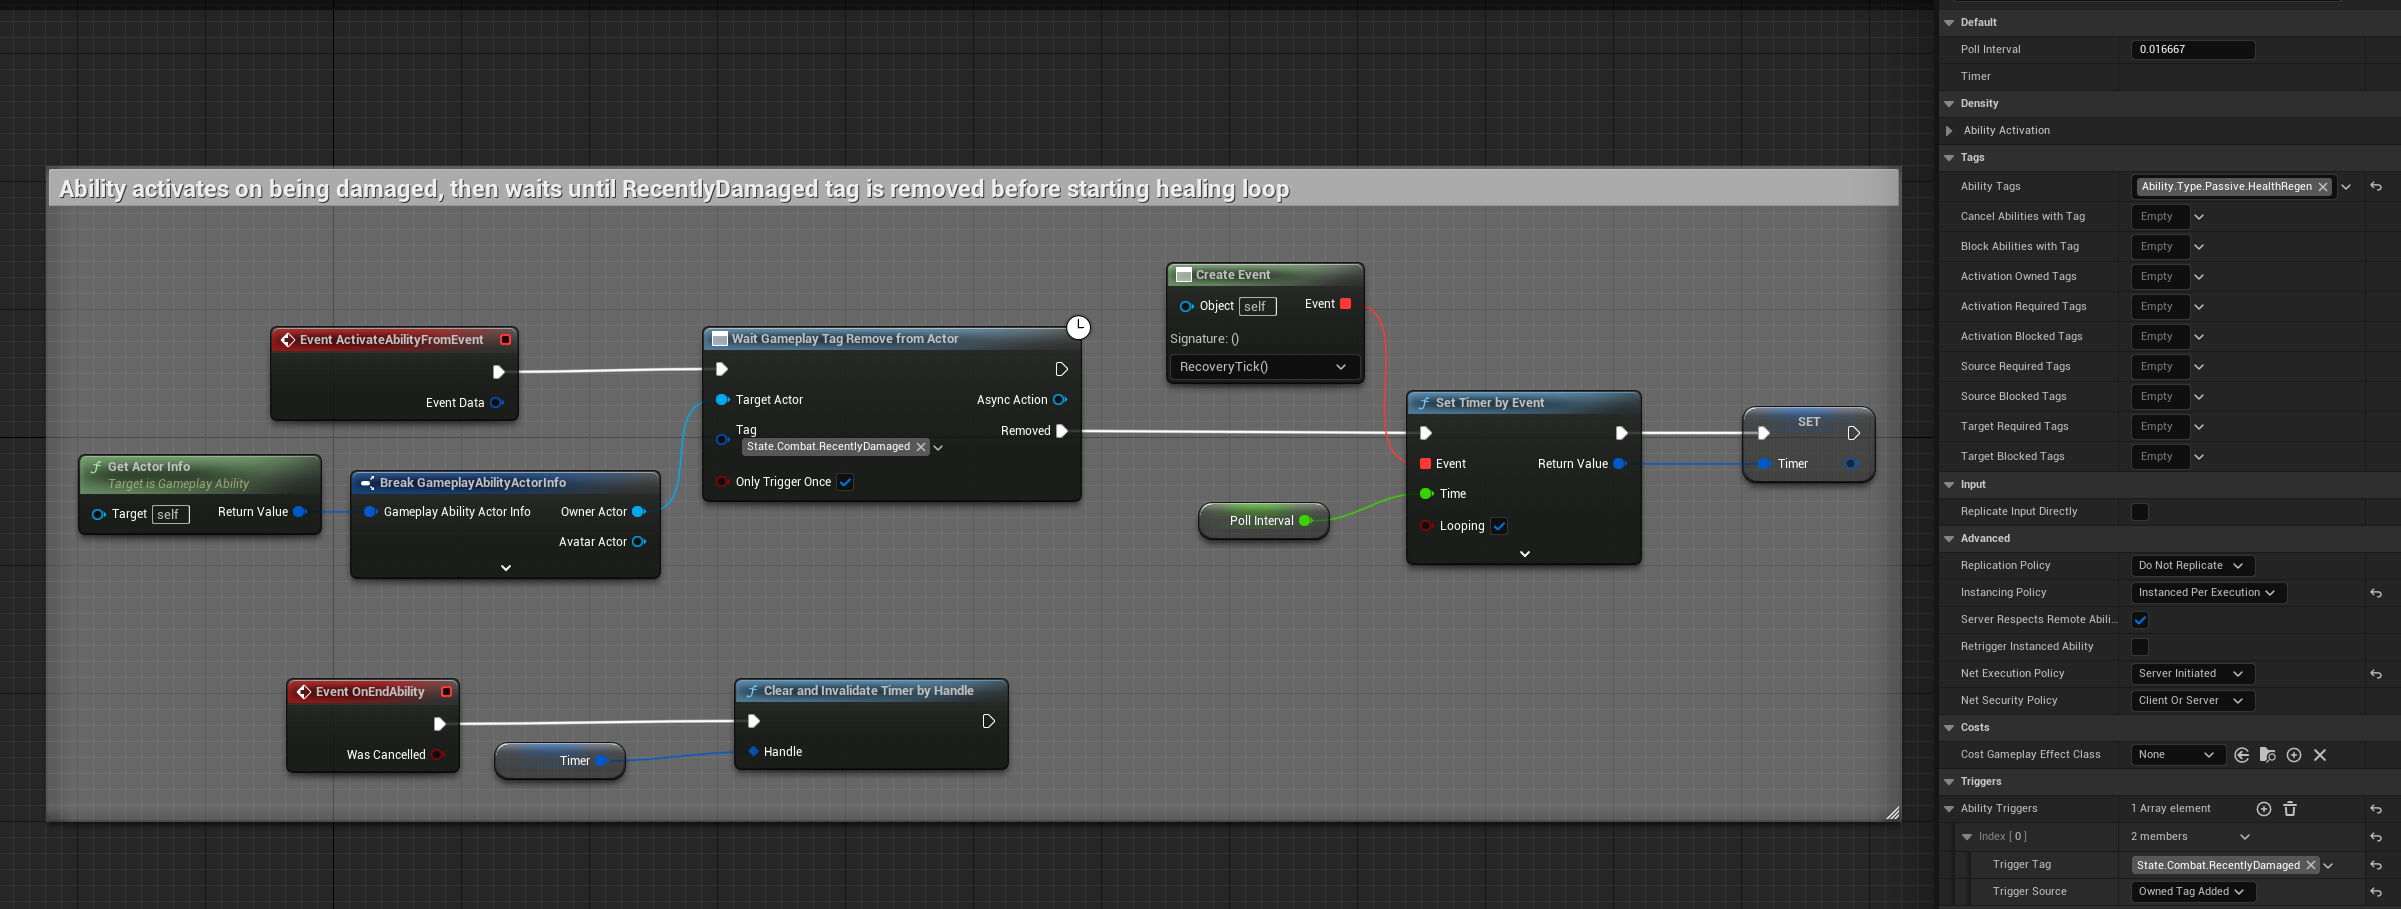 Ability activates on being damaged, then waits until RecentlyDamaged tag is removed before starting healing loop
Create Event
Object self
Event
Signature: ()
RecoveryTick()
Event ActivateAbilityFromEvent
Event Data
Wait Gameplay Tag Remove from Actor
Target Actor
Async Action
Tag
State.Combat.RecentlyDamaged
Removed
Only Trigger Once
Get Actor Info
Target is Gameplay Ability
Target self
Return Value
Break GameplayAbilityActorInfo
Gameplay Ability Actor Info
Owner Actor
Avatar Actor
Poll Interval
Set Timer by Event
Event
Return Value
Time
Looping
SET
Timer
Event OnEndAbility
Was Cancelled
Timer
Clear and Invalidate Timer by Handle
Handle
Default
Poll Interval 0.016667
Timer
Density
Ability Activation
Tags
Ability Tags Ability.Type.Passive.HealthRegen
Cancel Abilities with Tag Empty
Block Abilities with Tag Empty
Activation Owned Tags Empty
Activation Required Tags Empty
Activation Blocked Tags Empty
Source Required Tags Empty
Source Blocked Tags Empty
Target Required Tags Empty
Target Blocked Tags Empty
Input
Replicate Input Directly
Advanced
Replication Policy Do Not Replicate
Instancing Policy Instanced Per Execution
Server Respects Remote Abili...
Retrigger Instanced Ability
Net Execution Policy Server Initiated
Net Security Policy Client Or Server
Costs
Cost Gameplay Effect Class None
Triggers
Ability Triggers 1 Array element
Index [ 0 ] 2 members
Trigger Tag State.Combat.RecentlyDamaged
Trigger Source Owned Tag Added